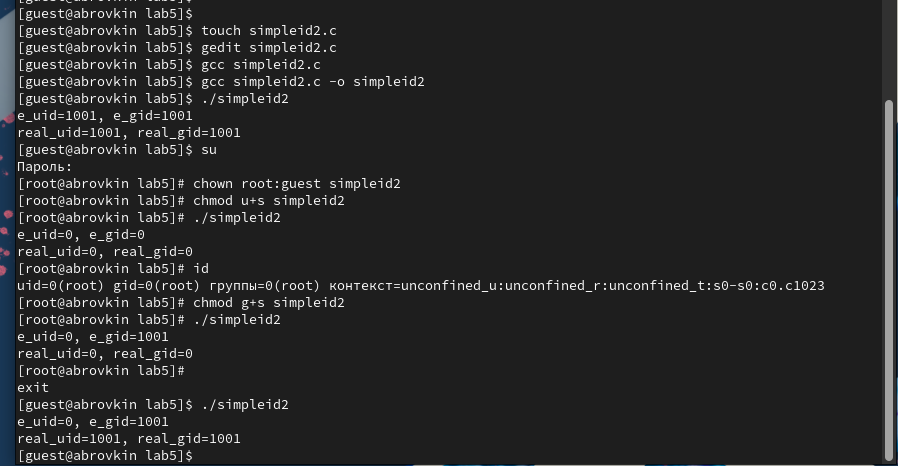 [guest@abrovkin lab5]$
[guest@abrovkin lab5]$ touch simpleid2.c
[guest@abrovkin lab5]$ gedit simpleid2.c
[guest@abrovkin lab5]$ gcc simpleid2.c
[guest@abrovkin lab5]$ gcc simpleid2.c -o simpleid2
[guest@abrovkin lab5]$ ./simpleid2
e_uid=1001, e_gid=1001
real_uid=1001, real_gid=1001
[guest@abrovkin lab5]$ su
Пароль:
[root@abrovkin lab5]# chown root:guest simpleid2
[root@abrovkin lab5]# chmod u+s simpleid2
[root@abrovkin lab5]# ./simpleid2
e_uid=0, e_gid=0
real_uid=0, real_gid=0
[root@abrovkin lab5]# id
uid=0(root) gid=0(root) группы=0(root) контекст=unconfined_u:unconfined_r:unconfined_t:s0-s0:c0.c1023
[root@abrovkin lab5]# chmod g+s simpleid2
[root@abrovkin lab5]# ./simpleid2
e_uid=0, e_gid=1001
real_uid=0, real_gid=0
[root@abrovkin lab5]#
exit
[guest@abrovkin lab5]$ ./simpleid2
e_uid=0, e_gid=1001
real_uid=1001, real_gid=1001
[guest@abrovkin lab5]$